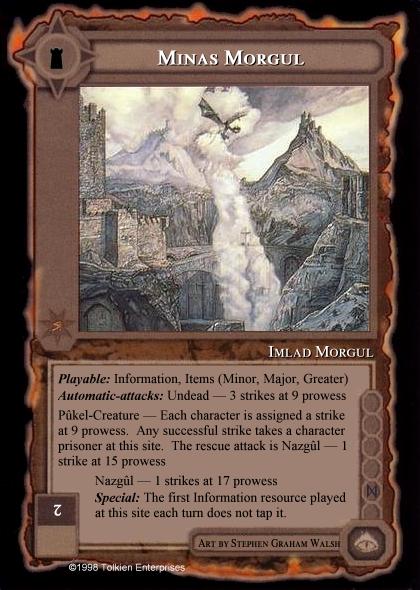 MINAS MORGUL
IMLAD MORGUL
Playable: Information, Items (Minor, Major, Greater)
Automatic-attacks: Undead — 3 strikes at 9 prowess
Pûkel-Creature — Each character is assigned a strike
at 9 prowess. Any successful strike takes a character
prisoner at this site. The rescue attack is Nazgûl — 1
strike at 15 prowess
Nazgûl — 1 strikes at 17 prowess
Special: The first Information resource played
at this site each turn does not tap it.
2
ART BY STEPHEN GRAHAM WALSH
©1998 Tolkien Enterprises